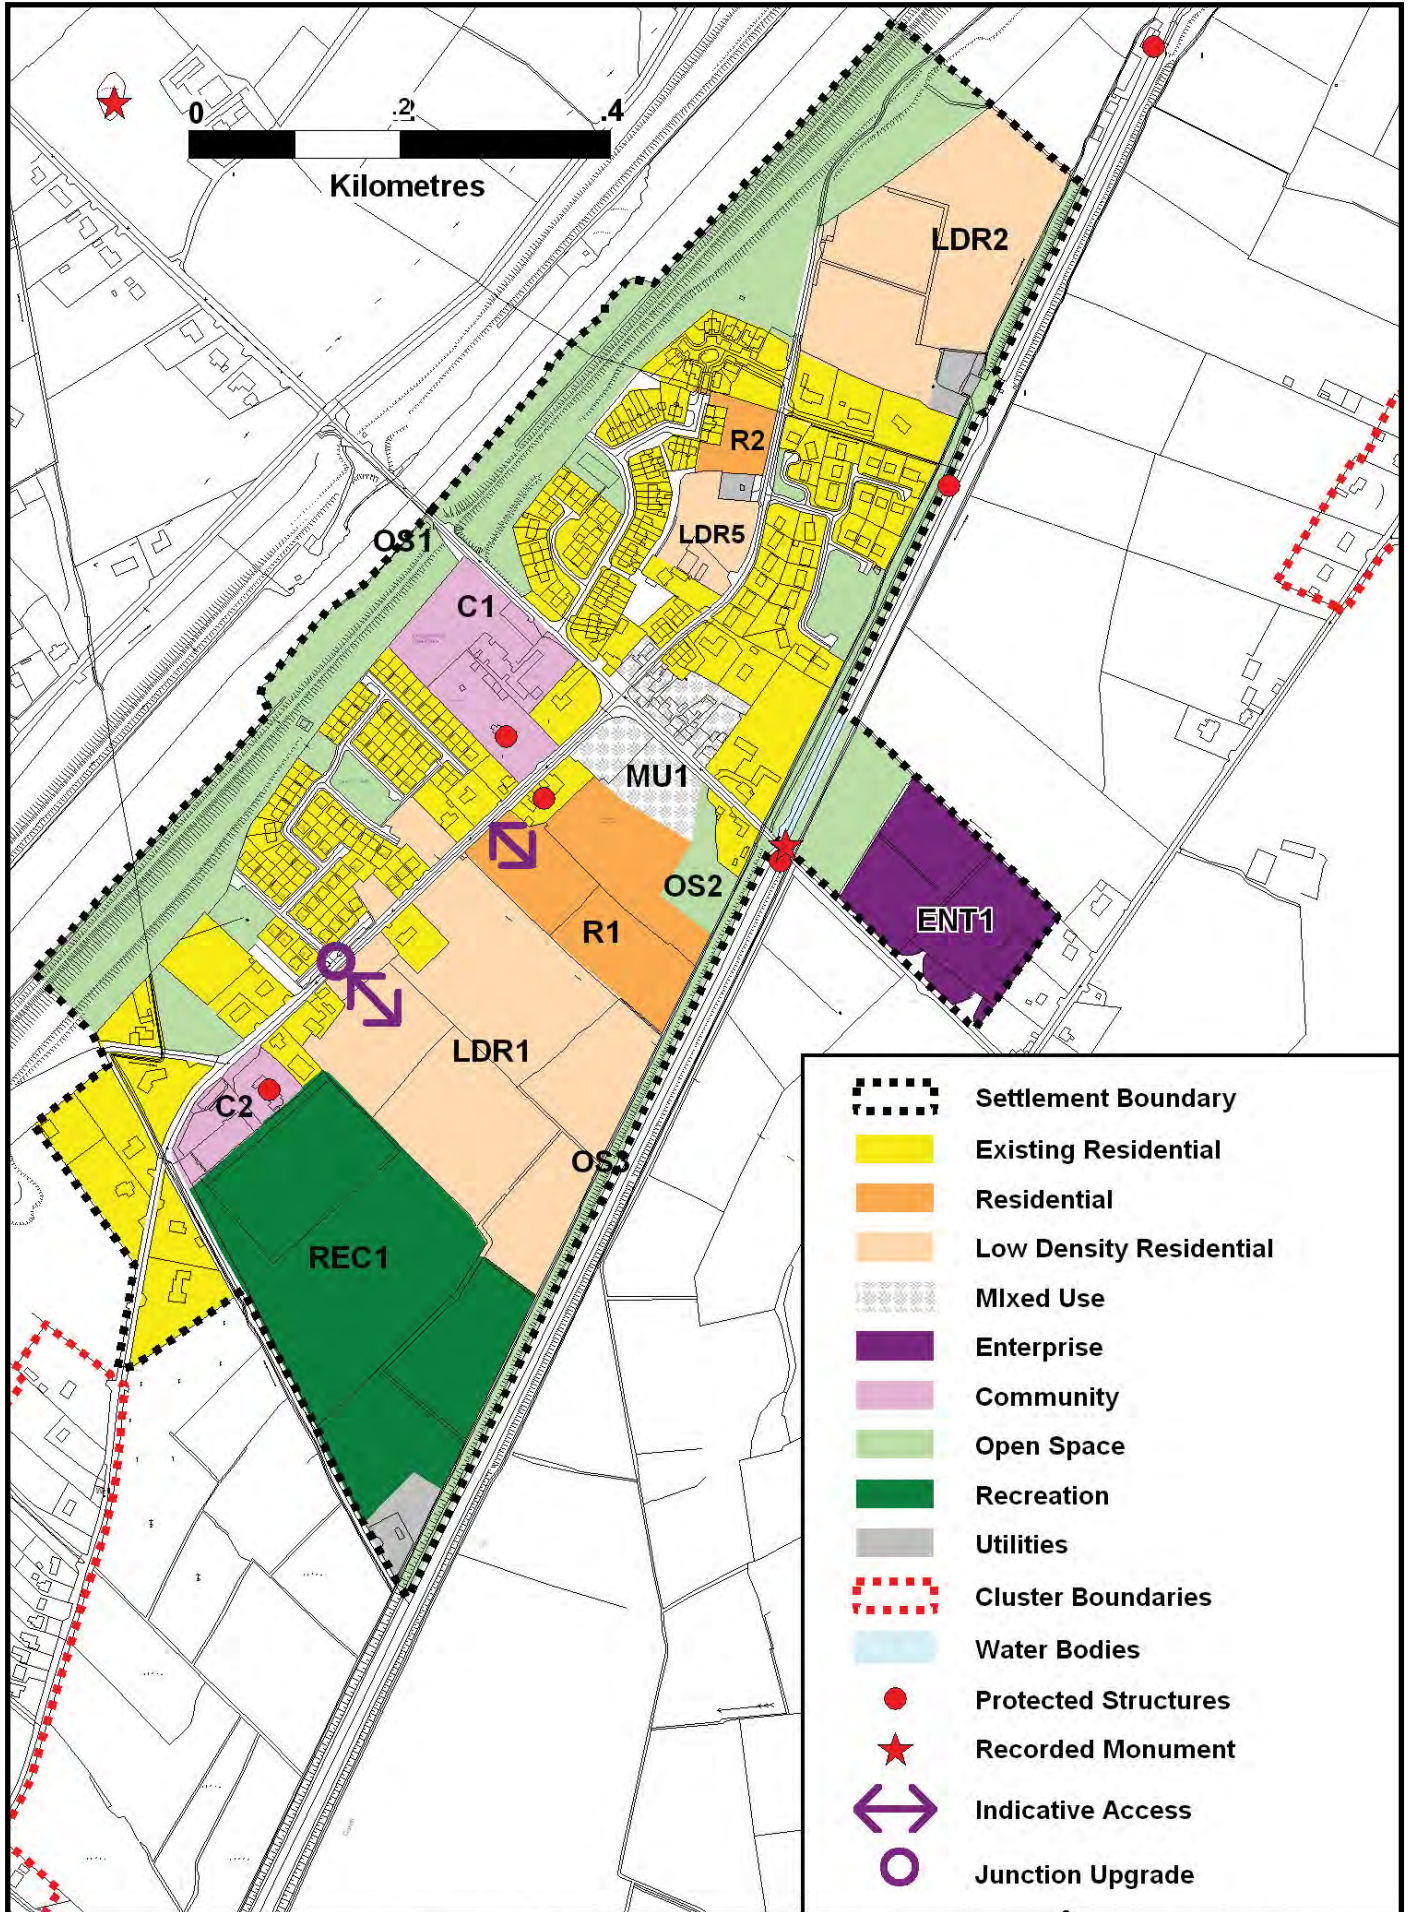 0 .2 .4
Kilometres
LDR2
R2
LDR5
OS1
C1
MU1
OS2
ENT1
R1
LDR1
C2
OS3
REC1
Settlement Boundary
Existing Residential
Residential
Low Density Residential
MIxed Use
Enterprise
Community
Open Space
Recreation
Utilities
Cluster Boundaries
Water Bodies
Protected Structures
Recorded Monument
Indicative Access
Junction Upgrade